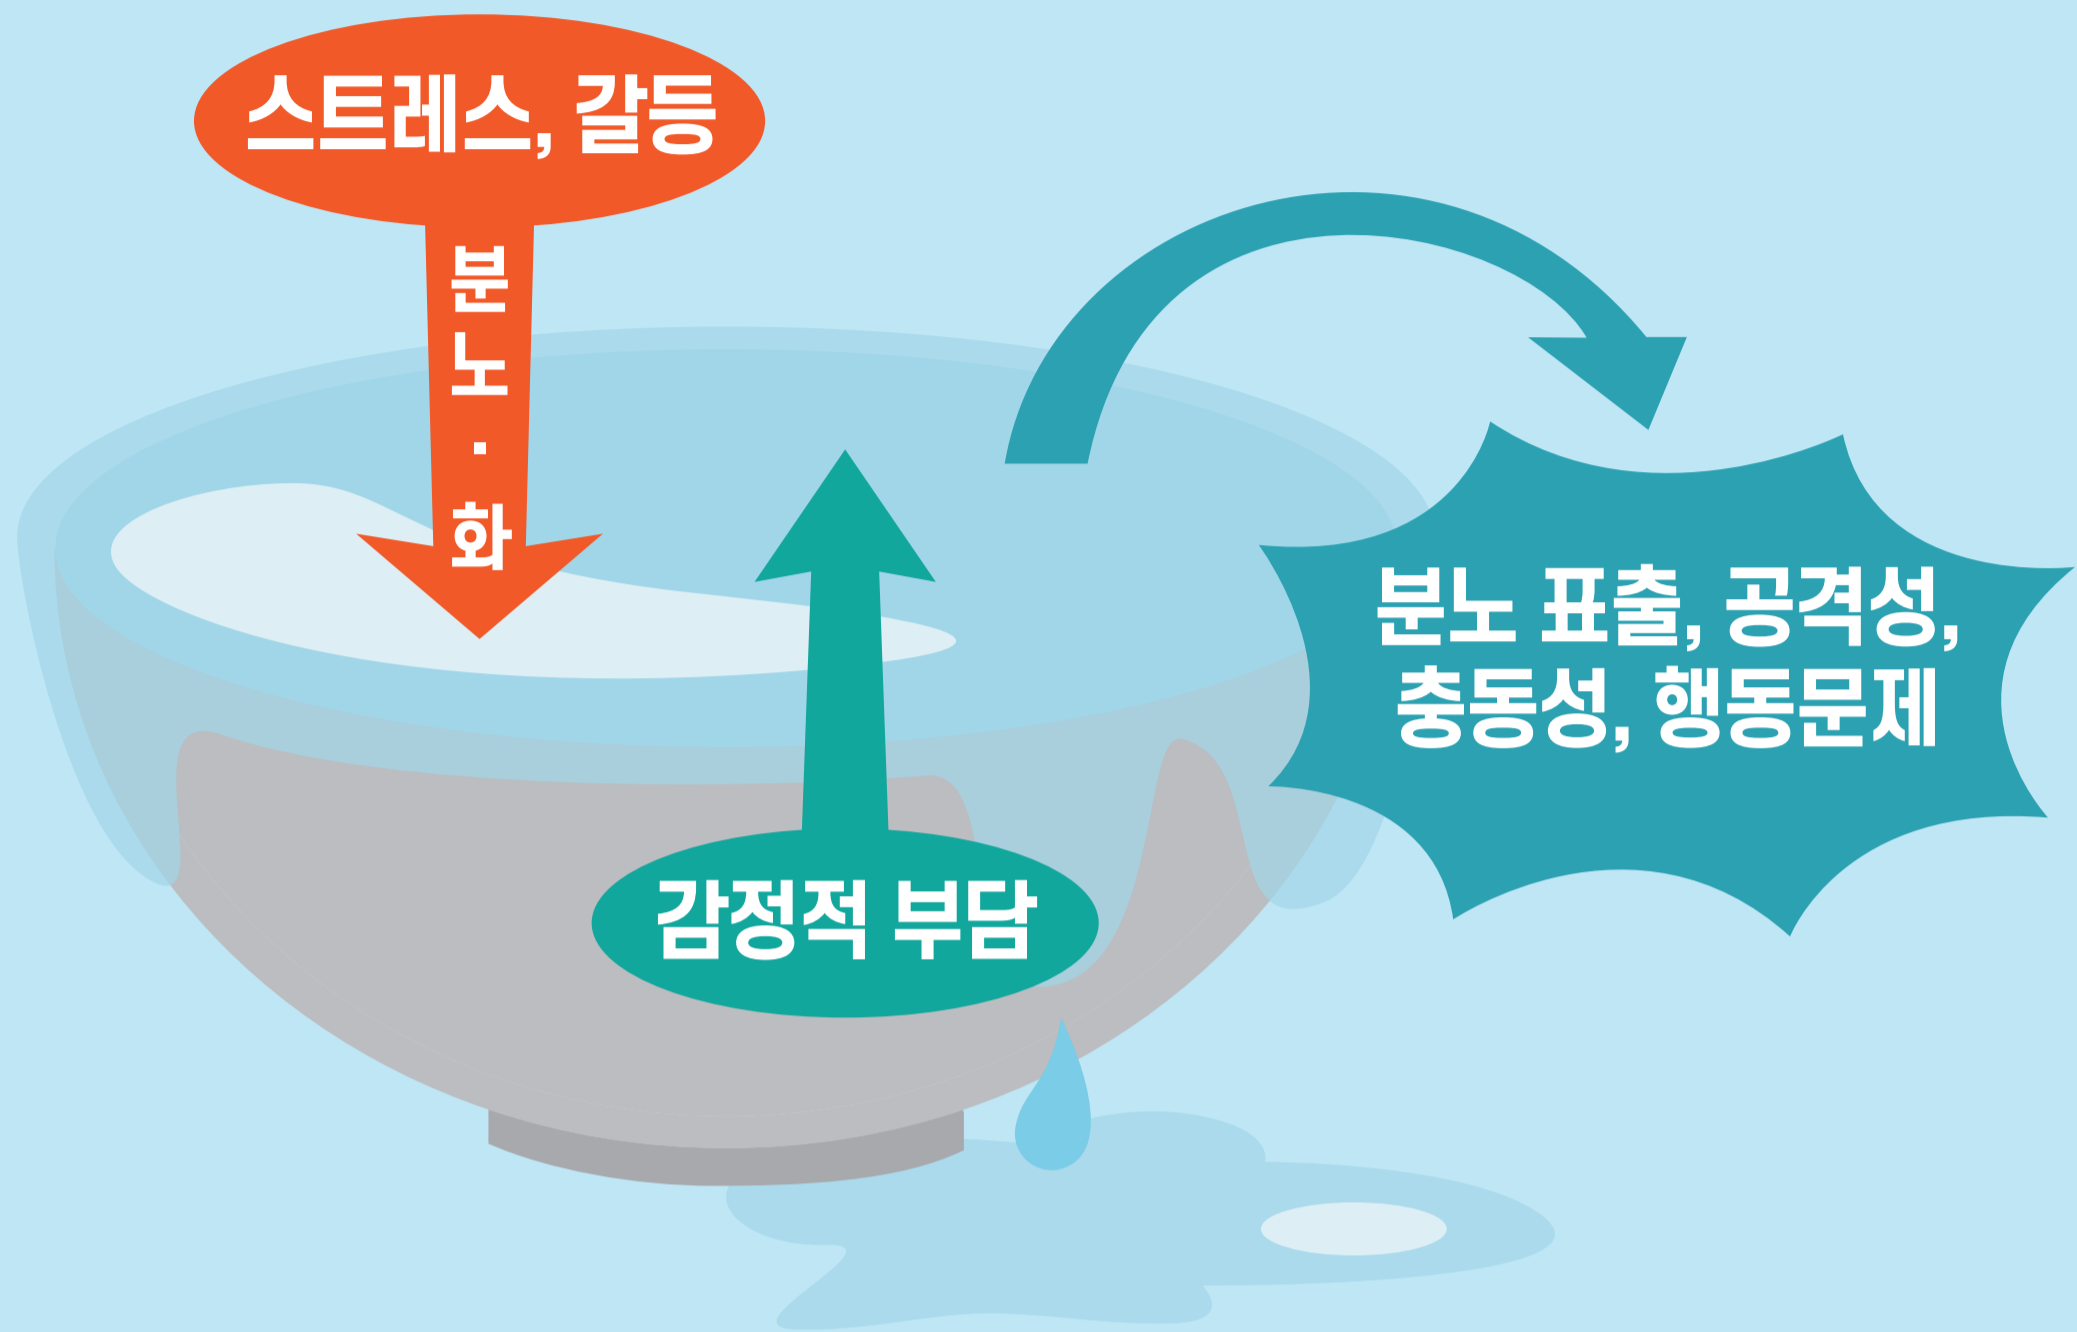 스트레스, 갈등
분노·화
분노 표출, 공격성,
충동성, 행동문제
감정적 부담